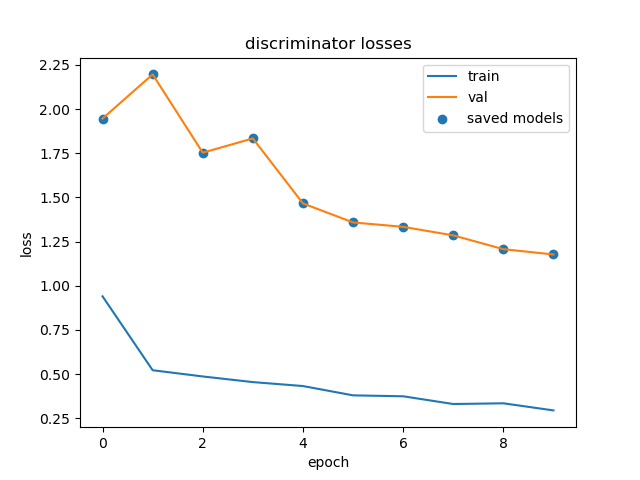 discriminator losses
train
val
saved models
2.25
2.00
1.75
1.50
1.25
1.00
0.75
0.50
0.25
loss
0 2 4 6 8
epoch